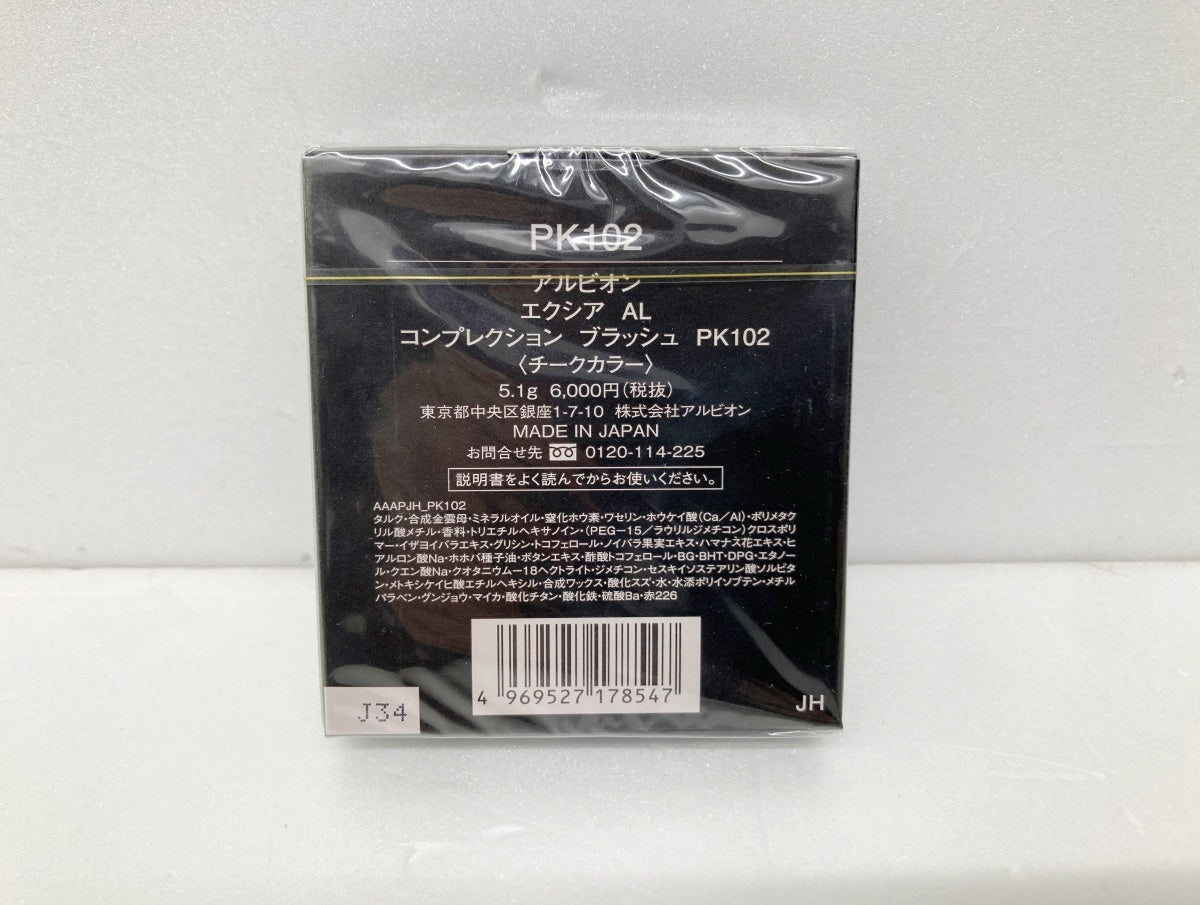 PK102
アルビオン
エクシア AL
コンプレクション ブラッシュ PK102
〈チークカラー〉
5.1g 6,000円(税抜)
東京都中央区銀座1-7-10 株式会社アルビオン
MADE IN JAPAN
お問合せ先 0120-114-225
説明書をよく読んでからお使いください。
AAAPJH_PK102
タルク・合成金雲母・ミネラルオイル・窒化ホウ素・ワセリン・ホウケイ酸(Ca/Al)・ポリメタク
リル酸メチル・香料・トリエチルヘキサノイン・(PEG-15/ラウリルジメチコン)クロスポリ
マー・イザヨイバラエキス・グリシン・トコフェロール・ノイバラ果実エキス・ハマナス花エキス・ヒ
アルロン酸Na・ホホバ種子油・ボタンエキス・酢酸トコフェロール・BG・BHT・DPG・エタノー
ル・クエン酸Na・クオタニウム-18ヘクトライト・ジメチコン・セスキイソステアリン酸ソルビタ
ン・メトキシケイヒ酸エチルヘキシル・合成ワックス・酸化スズ・水・水添ポリイソブテン・メチル
パラベン・グンジョウ・マイカ・酸化チタン・酸化鉄・硫酸Ba・赤226
4 969527 178547
J34
JH